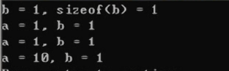 b = 1, sizeof(b) = 1
a = 1, b = 1
a = 1, b = 1
a = 10, b = 1